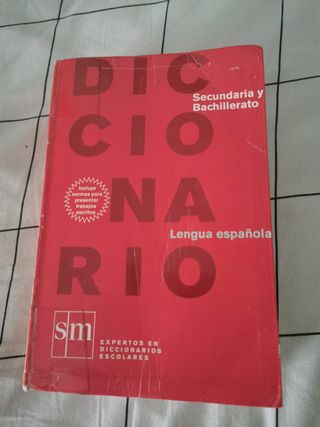 DIC
Secundaria y
Bachillerato
CIO
Incluye
normas para
presentar
trabajos
escritos
NA
Lengua española
RIO
sm
EXPERTOS EN
DICCIONARIOS
ESCOLARES